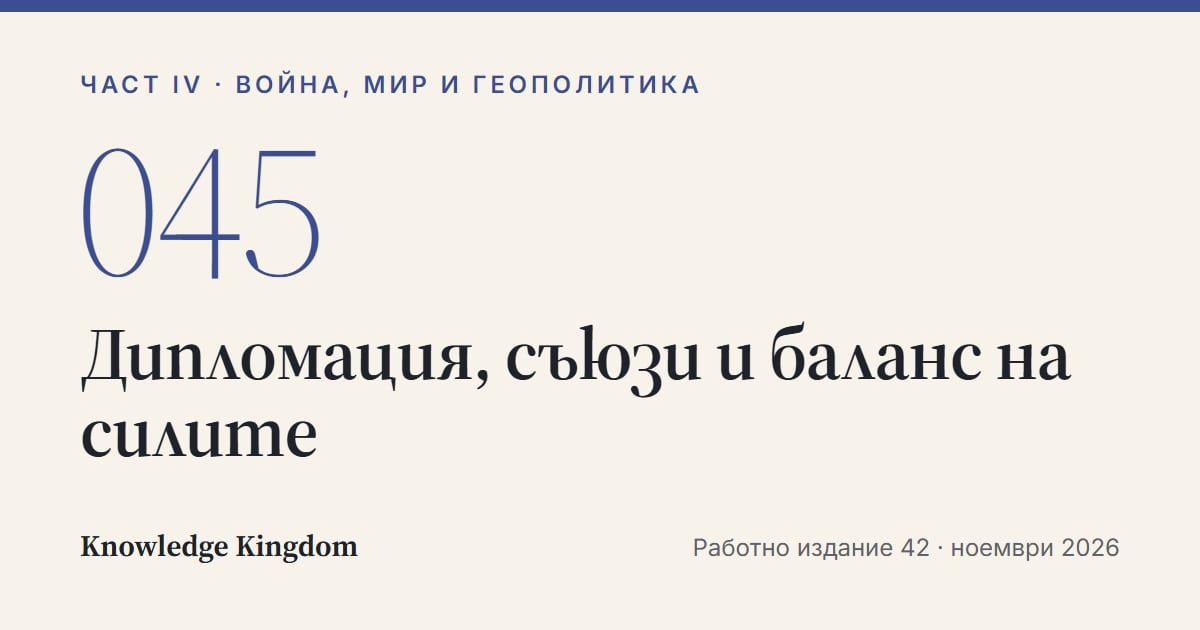 ЧАСТ IV · ВОЙНА, МИР И ГЕОПОЛИТИКА
045
Дипломация, съюзи и баланс на
силите
Knowledge Kingdom
Работно издание 42 · ноември 2026